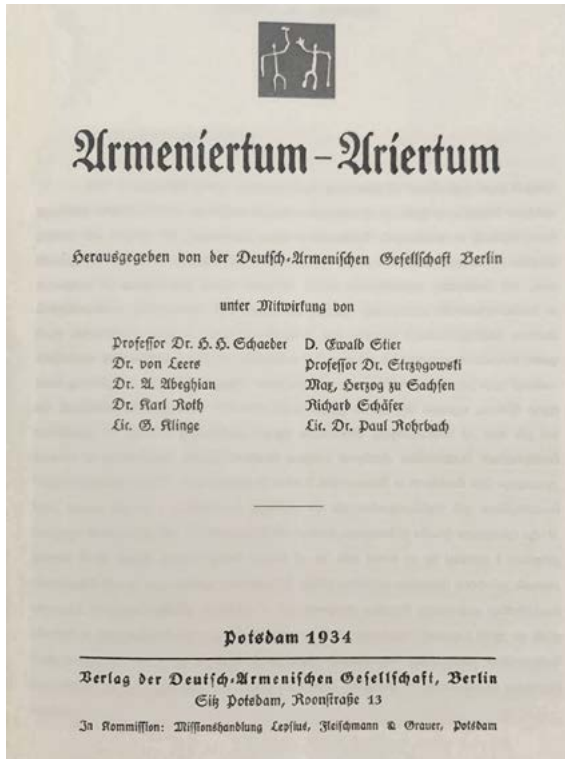 Armeniertum – Ariertum
Herausgegeben von der Deutsch-Armenischen Gesellschaft Berlin
unter Mitwirkung von
Professor Dr. H. H. Schaeder
Dr. von Leers
Dr. A. Abeghian
Dr. Karl Roth
Lic. G. Klinge
D. Ewald Stier
Professor Dr. Strzygowski
Max, Herzog zu Sachsen
Richard Schäfer
Lic. Dr. Paul Rohrbach
Potsdam 1934
Verlag der Deutsch-Armenischen Gesellschaft, Berlin
Sitz Potsdam, Roonstraße 13
In Kommission: Missionshandlung Lepsius, Fleischmann & Grauer, Potsdam